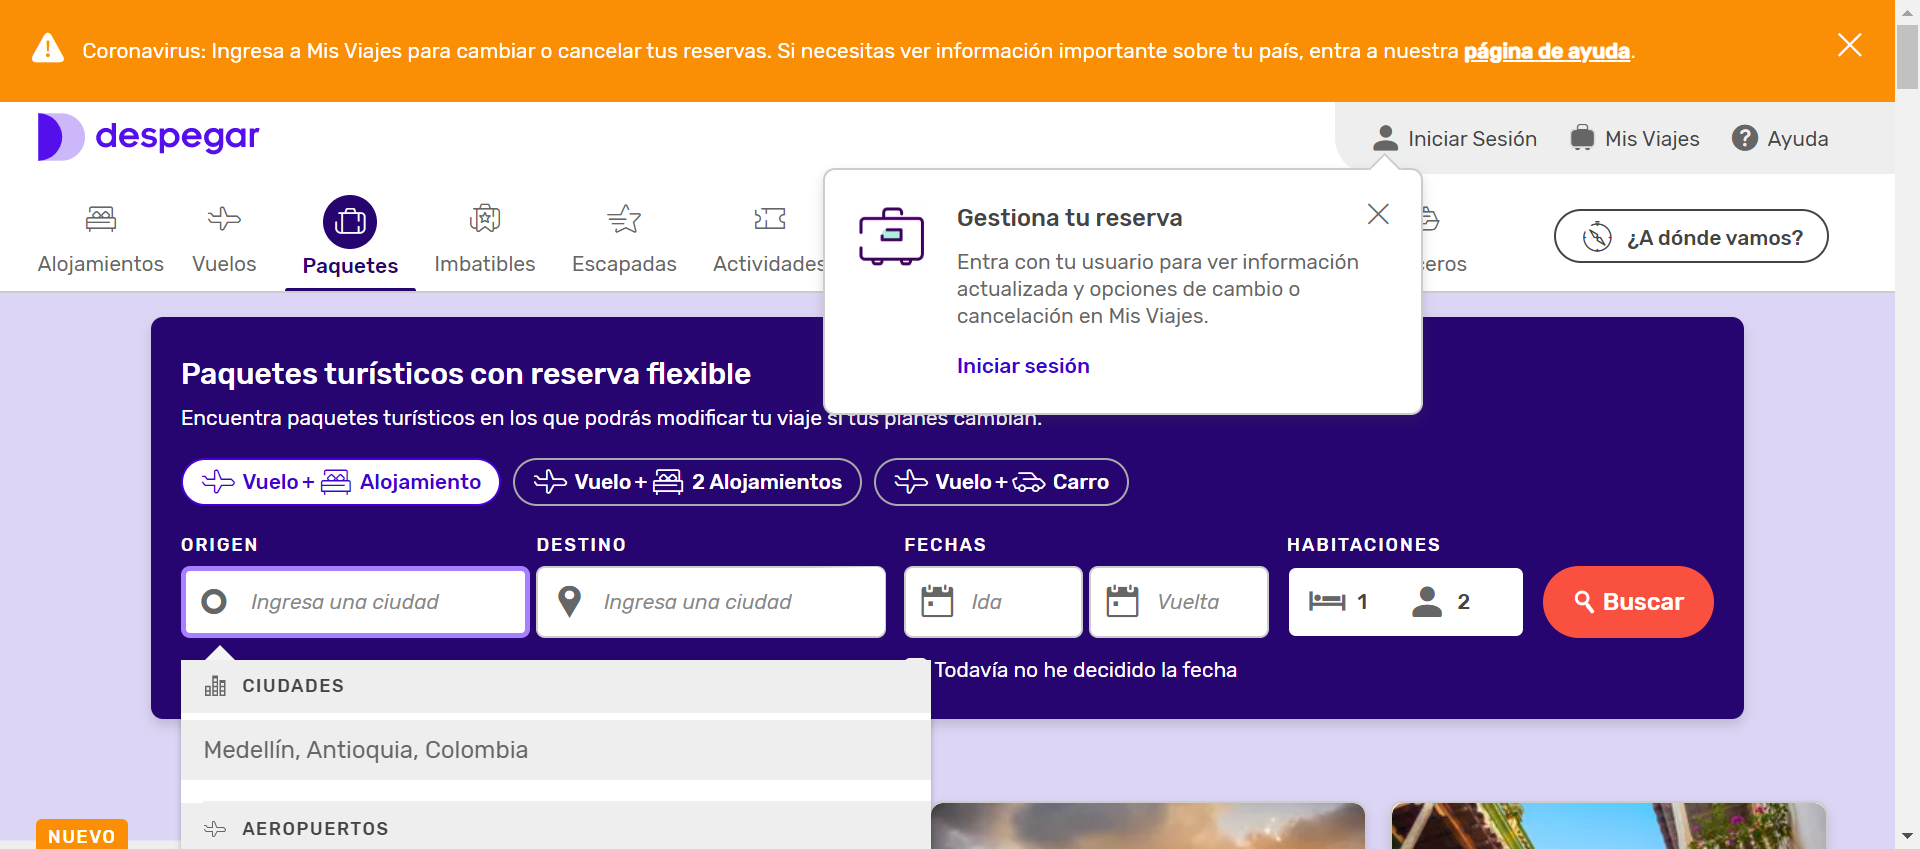 Coronavirus: Ingresa a Mis Viajes para cambiar o cancelar tus reservas. Si necesitas ver información importante sobre tu país, entra a nuestra página de ayuda.
despegar
Iniciar Sesión
Mis Viajes
? Ayuda
Alojamientos
Vuelos
Paquetes
Imbatibles
Escapadas
Actividades
ceros
¿A dónde vamos?
Gestiona tu reserva
Entra con tu usuario para ver información
actualizada y opciones de cambio o
cancelación en Mis Viajes.
Iniciar sesión
Paquetes turísticos con reserva flexible
Encuentra paquetes turísticos en los que podrás modificar tu viaje si tus planes cambian.
Vuelo + Alojamiento
Vuelo + 2 Alojamientos
Vuelo + Carro
ORIGEN
DESTINO
FECHAS
HABITACIONES
Ingresa una ciudad
Ingresa una ciudad
Ida
Vuelta
1
2
Buscar
Todavía no he decidido la fecha
CIUDADES
Medellín, Antioquia, Colombia
AEROPUERTOS
NUEVO